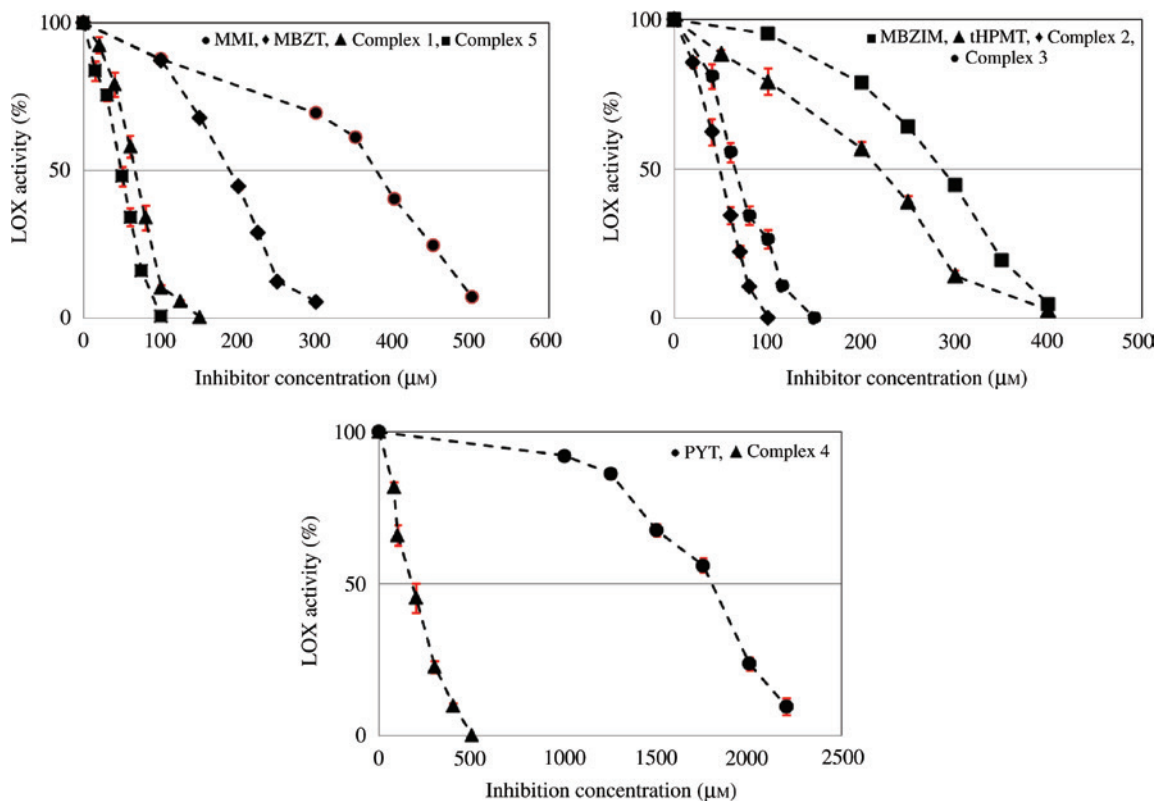 100
50
0
LOX activity (%)
● MMI, ♦ MBZT, ▲ Complex 1, ■ Complex 5
0 100 200 300 400 500 600
Inhibitor concentration (μM)
100
50
0
LOX activity (%)
■ MBZIM, ▲ tHPMT, ♦ Complex 2,
● Complex 3
0 100 200 300 400 500
Inhibitor concentration (μM)
100
50
0
LOX activity (%)
● PYT, ▲ Complex 4
0 500 1000 1500 2000 2500
Inhibition concentration (μM)